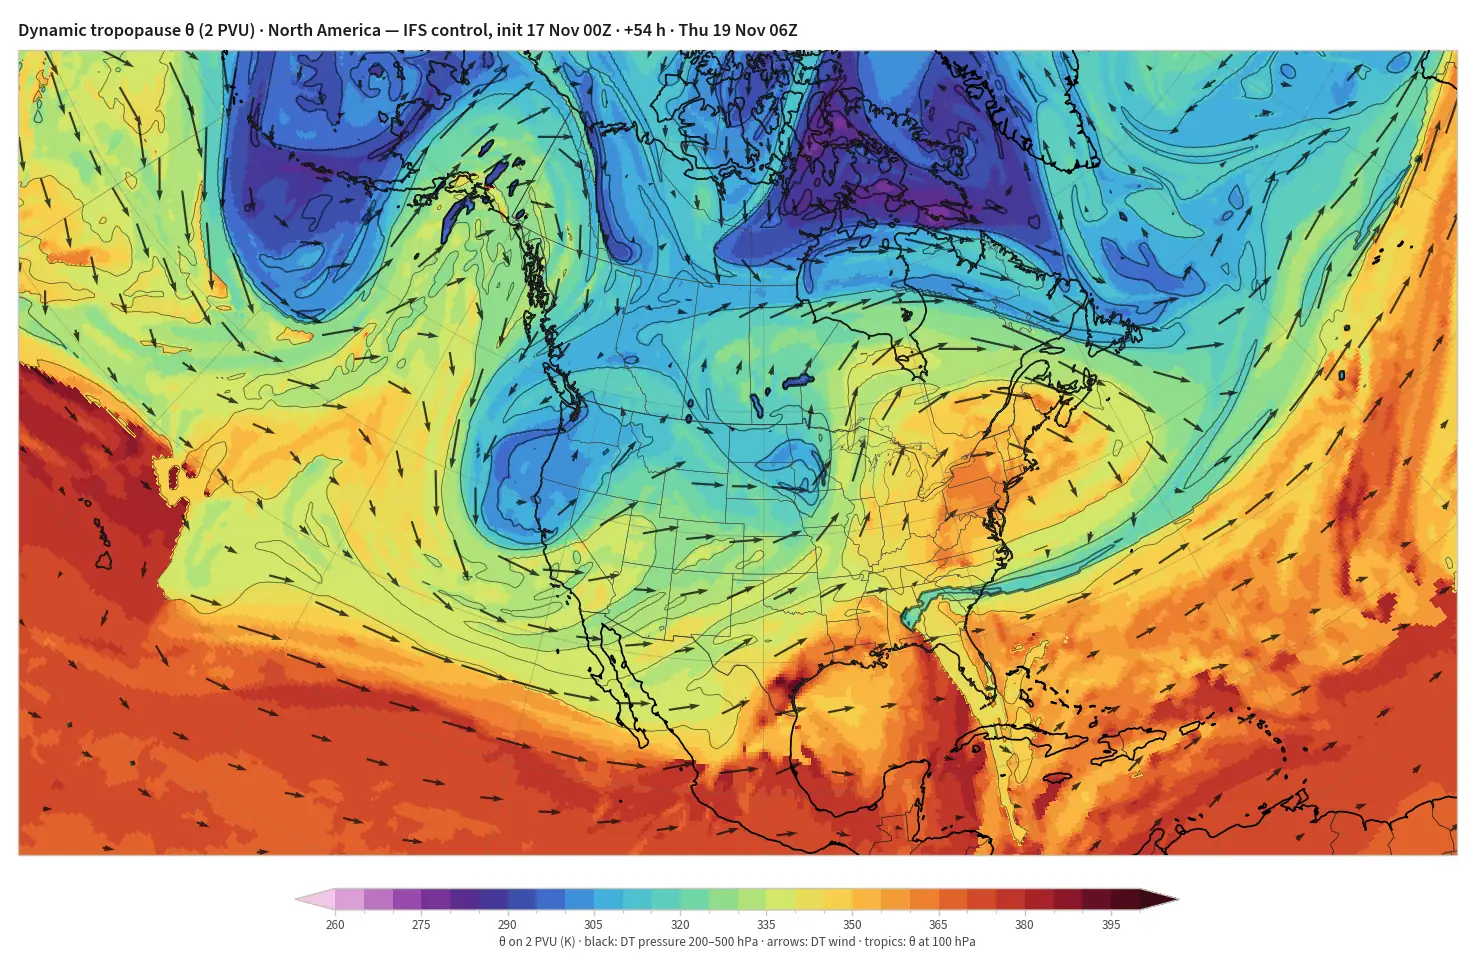 Dynamic tropopause θ (2 PVU) · North America — IFS control, init 17 Nov 00Z · +54 h · Thu 19 Nov 06Z
260 275 290 305 320 335 350 365 380 395
θ on 2 PVU (K) · black: DT pressure 200–500 hPa · arrows: DT wind · tropics: θ at 100 hPa